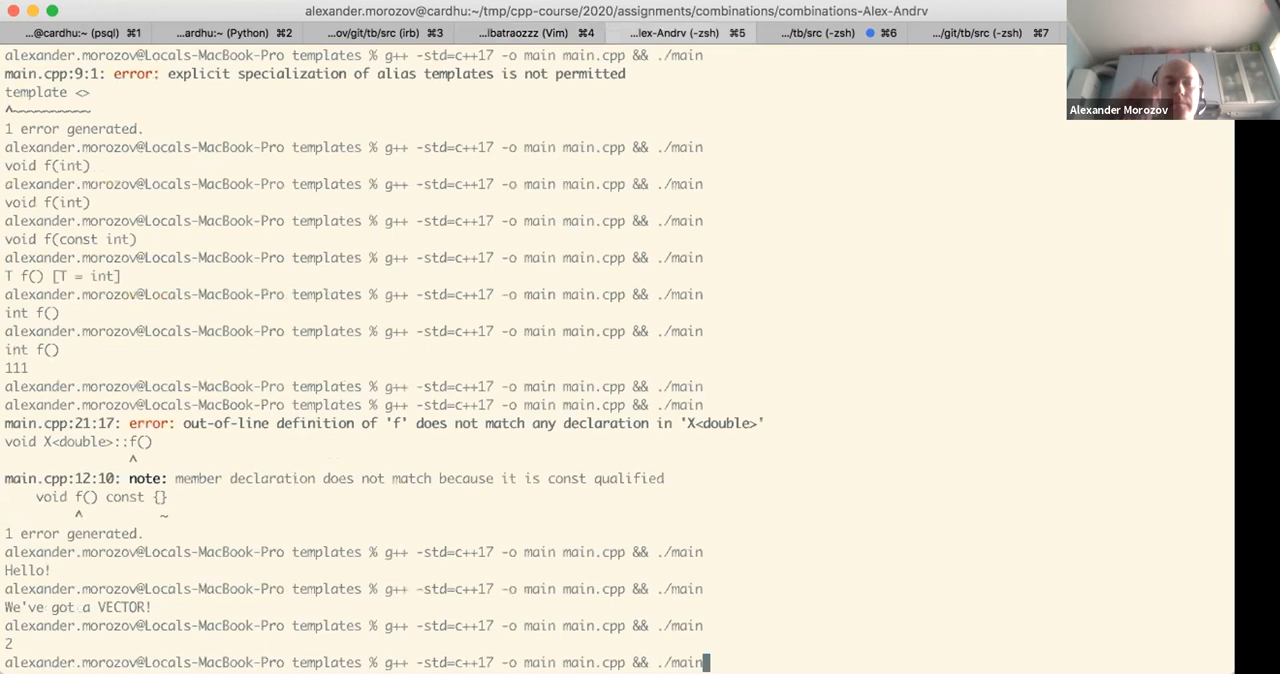 alexander.morozov@cardhu:~/tmp/cpp-course/2020/assignments/combinations/combinations-Alex-Andrv
...@cardhu:~ (psql) ⌘1 ...ardhu:~ (Python) ⌘2 ...ov/git/tb/src (irb) ⌘3 ...lbatraozzz (Vim) ⌘4 ...lex-Andrv (-zsh) ⌘5 .../tb/src (-zsh) ⌘6 .../git/tb/src (-zsh) ⌘7
alexander.morozov@Locals-MacBook-Pro templates % g++ -std=c++17 -o main main.cpp && ./main
main.cpp:9:1: error: explicit specialization of alias templates is not permitted
template <>
^~~~~~~~~~~
1 error generated.
alexander.morozov@Locals-MacBook-Pro templates % g++ -std=c++17 -o main main.cpp && ./main
void f(int)
alexander.morozov@Locals-MacBook-Pro templates % g++ -std=c++17 -o main main.cpp && ./main
void f(int)
alexander.morozov@Locals-MacBook-Pro templates % g++ -std=c++17 -o main main.cpp && ./main
void f(const int)
alexander.morozov@Locals-MacBook-Pro templates % g++ -std=c++17 -o main main.cpp && ./main
T f() [T = int]
alexander.morozov@Locals-MacBook-Pro templates % g++ -std=c++17 -o main main.cpp && ./main
int f()
alexander.morozov@Locals-MacBook-Pro templates % g++ -std=c++17 -o main main.cpp && ./main
int f()
111
alexander.morozov@Locals-MacBook-Pro templates % g++ -std=c++17 -o main main.cpp && ./main
alexander.morozov@Locals-MacBook-Pro templates % g++ -std=c++17 -o main main.cpp && ./main
main.cpp:21:17: error: out-of-line definition of 'f' does not match any declaration in 'X<double>'
void X<double>::f()
^
main.cpp:12:10: note: member declaration does not match because it is const qualified
void f() const {}
^ ~
1 error generated.
alexander.morozov@Locals-MacBook-Pro templates % g++ -std=c++17 -o main main.cpp && ./main
Hello!
alexander.morozov@Locals-MacBook-Pro templates % g++ -std=c++17 -o main main.cpp && ./main
We've got a VECTOR!
alexander.morozov@Locals-MacBook-Pro templates % g++ -std=c++17 -o main main.cpp && ./main
2
alexander.morozov@Locals-MacBook-Pro templates % g++ -std=c++17 -o main main.cpp && ./main
Alexander Morozov